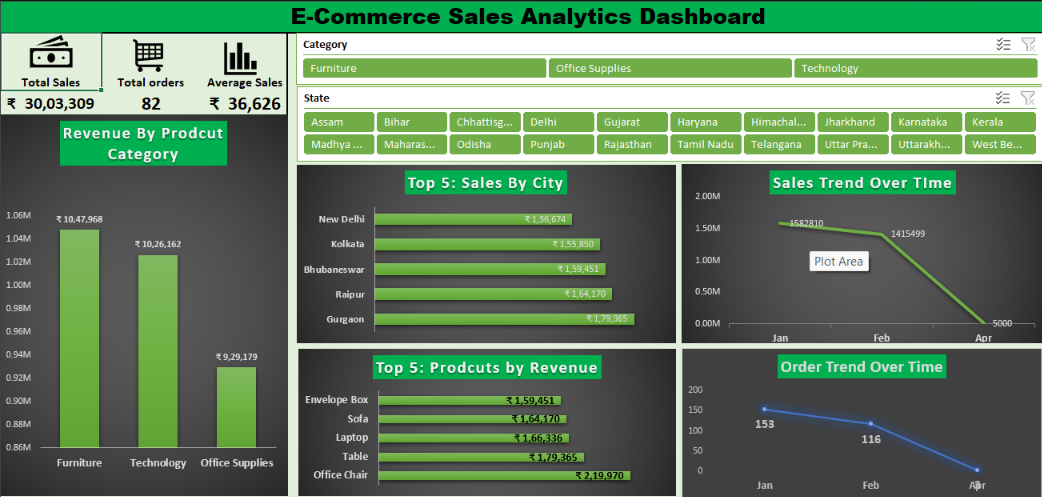 E-Commerce Sales Analytics Dashboard
Total Sales
₹ 30,03,309
Total orders
82
Average Sales
₹ 36,626
Category
Furniture
Office Supplies
Technology
State
Assam
Bihar
Chhattisg...
Delhi
Gujarat
Haryana
Himachal...
Jharkhand
Karnataka
Kerala
Madhya ...
Maharas...
Odisha
Punjab
Rajasthan
Tamil Nadu
Telangana
Uttar Pra...
Uttarakh...
West Be...
Revenue By Prodcut
Category
1.06M
1.04M
1.02M
1.00M
0.98M
0.96M
0.94M
0.92M
0.90M
0.88M
0.86M
₹ 10,47,968
₹ 10,26,162
₹ 9,29,179
Furniture
Technology
Office Supplies
Top 5: Sales By City
New Delhi
₹ 1,36,674
Kolkata
₹ 1,55,850
Bhubaneswar
₹ 1,59,451
Raipur
₹ 1,64,170
Gurgaon
₹ 1,79,365
Sales Trend Over TIme
2.00M
1.50M
1.00M
0.50M
0.00M
1582810
1415499
5000
Plot Area
Jan
Feb
Apr
Top 5: Prodcuts by Revenue
Envelope Box
₹ 1,59,451
Sofa
₹ 1,64,170
Laptop
₹ 1,66,336
Table
₹ 1,79,365
Office Chair
₹ 2,19,970
Order Trend Over Time
200
150
100
50
0
153
116
Jan
Feb
Apr